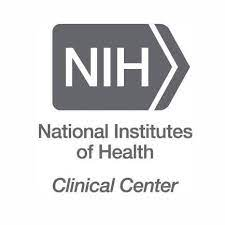 NIH
National Institutes
of Health
Clinical Center